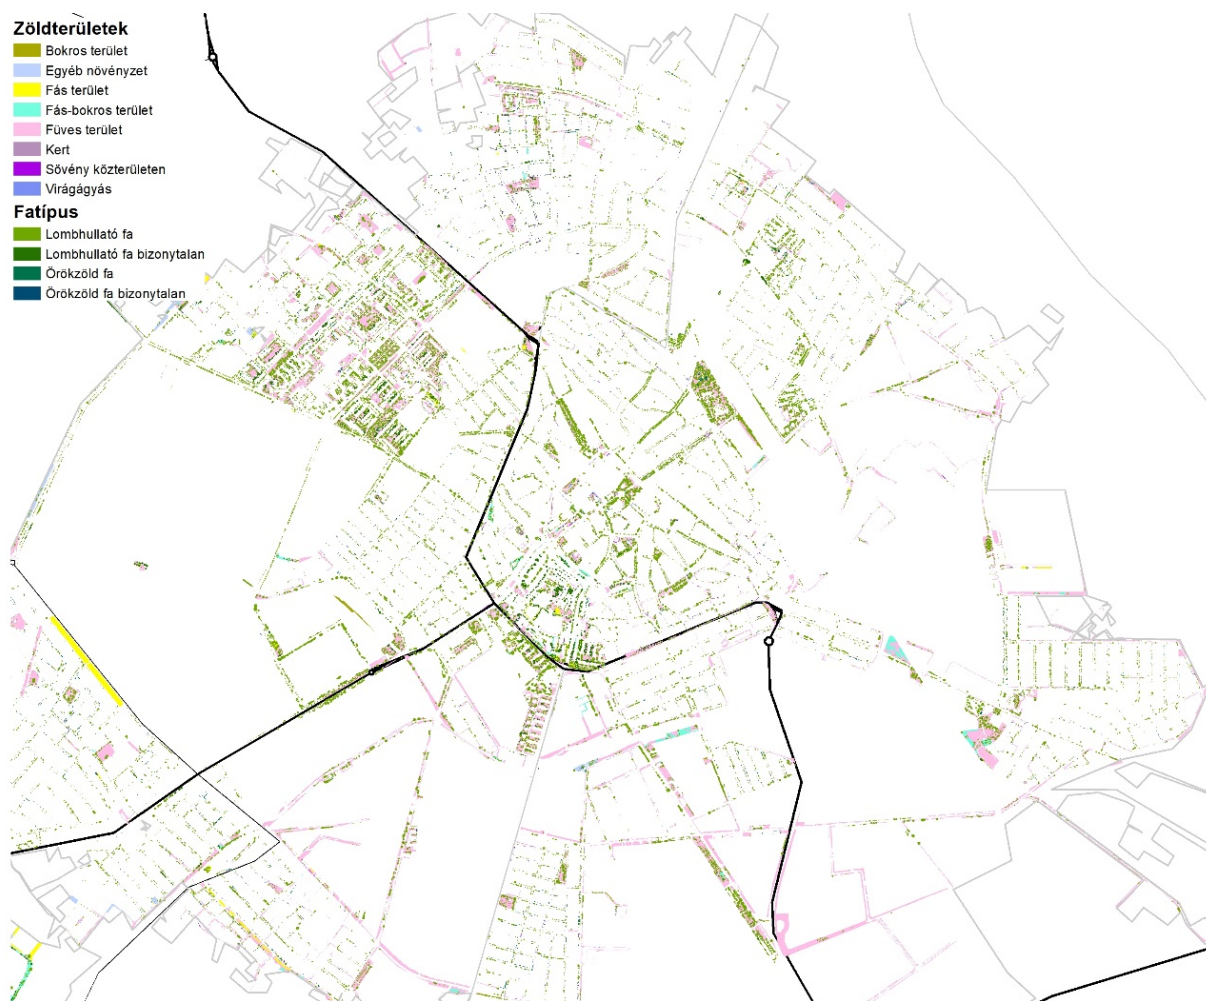 Zöldterületek
Bokros terület
Egyéb növényzet
Fás terület
Fás-bokros terület
Füves terület
Kert
Sövény közterületen
Virágágyás
Fatípus
Lombhullató fa
Lombhullató fa bizonytalan
Örökzöld fa
Örökzöld fa bizonytalan